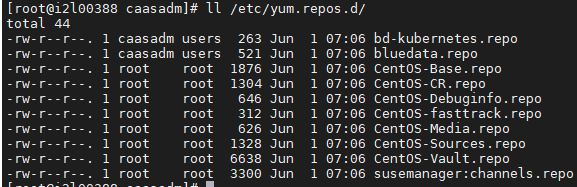 [root@i2l00388 caasadm]# ll /etc/yum.repos.d/
total 44
-rw-r--r--. 1 caasadm users  263 Jun  1 07:06 bd-kubernetes.repo
-rw-r--r--. 1 caasadm users  521 Jun  1 07:06 bluedata.repo
-rw-r--r--. 1 root    root  1876 Jun  1 07:06 CentOS-Base.repo
-rw-r--r--. 1 root    root  1304 Jun  1 07:06 CentOS-CR.repo
-rw-r--r--. 1 root    root   646 Jun  1 07:06 CentOS-Debuginfo.repo
-rw-r--r--. 1 root    root   312 Jun  1 07:06 CentOS-fasttrack.repo
-rw-r--r--. 1 root    root   626 Jun  1 07:06 CentOS-Media.repo
-rw-r--r--. 1 root    root  1328 Jun  1 07:06 CentOS-Sources.repo
-rw-r--r--. 1 root    root  6638 Jun  1 07:06 CentOS-Vault.repo
-rw-r--r--. 1 root    root  3300 Jun  1 07:06 susemanager:channels.repo
[root@i2l00388 caasadm]#